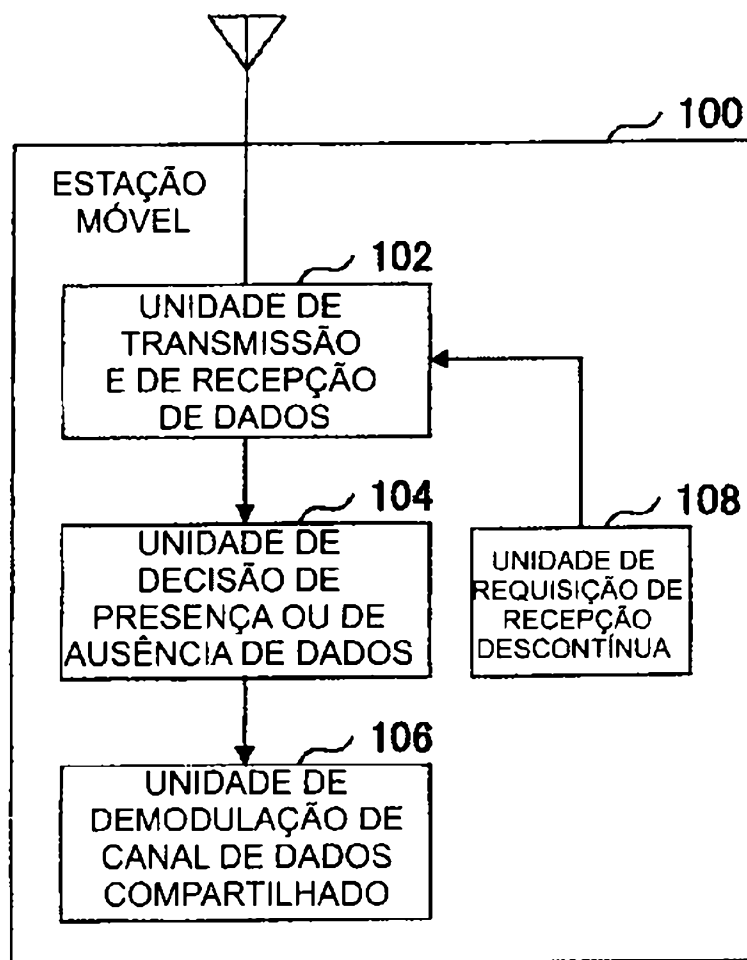 100
ESTAÇÃO
MÓVEL
102
UNIDADE DE
TRANSMISSÃO
E DE RECEPÇÃO
DE DADOS
104
UNIDADE DE
DECISÃO DE
PRESENÇA OU DE
AUSÊNCIA DE DADOS
108
UNIDADE DE
REQUISIÇÃO DE
RECEPÇÃO
DESCONTÍNUA
106
UNIDADE DE
DEMODULAÇÃO DE
CANAL DE DADOS
COMPARTILHADO